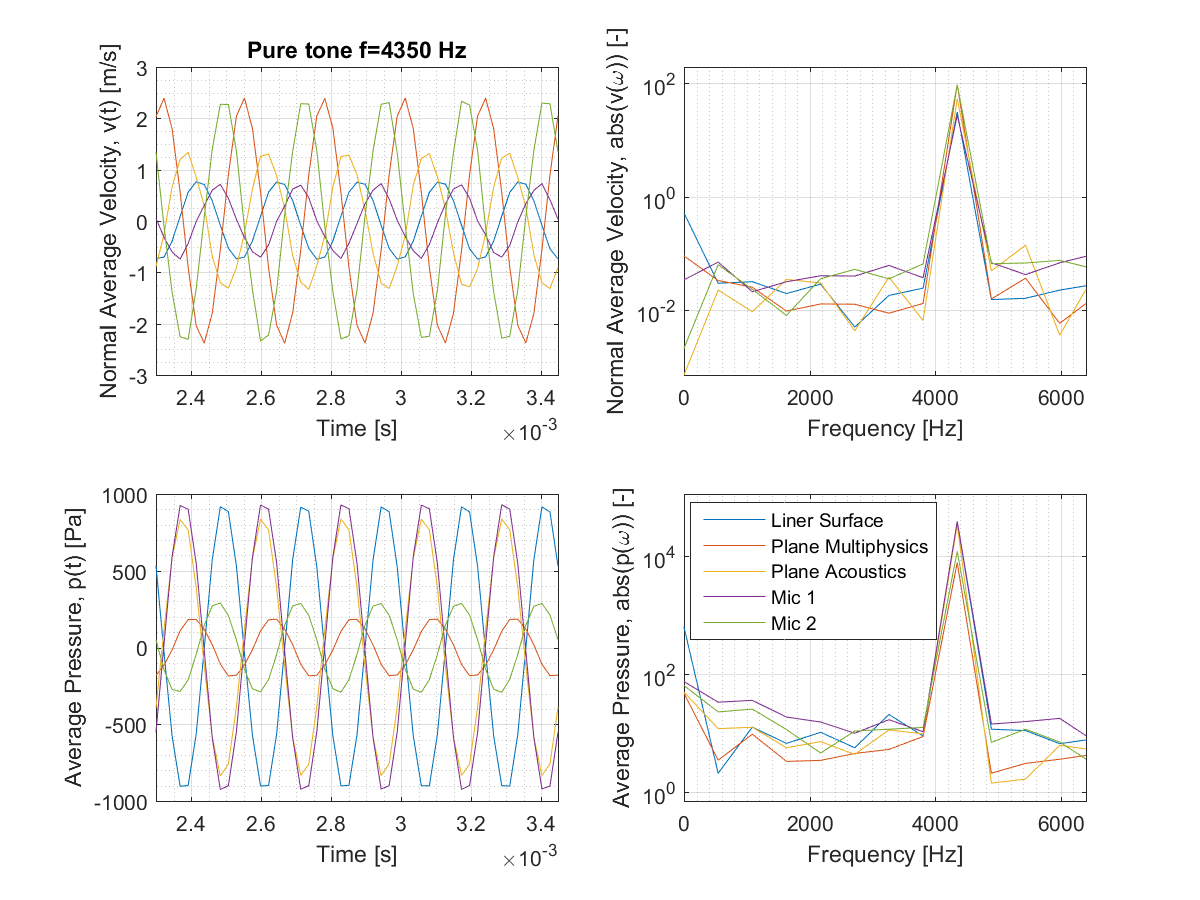 Pure tone f=4350 Hz
Normal Average Velocity, v(t) [m/s]
3
2
1
0
-1
-2
-3
2.4 2.6 2.8 3 3.2 3.4
Time [s]
×10-3
Normal Average Velocity, abs(v(ω)) [-]
102
100
10-2
0 2000 4000 6000
Frequency [Hz]
Average Pressure, p(t) [Pa]
1000
500
0
-500
-1000
2.4 2.6 2.8 3 3.2 3.4
Time [s]
×10-3
Average Pressure, abs(p(ω)) [-]
104
102
100
Liner Surface
Plane Multiphysics
Plane Acoustics
Mic 1
Mic 2
0 2000 4000 6000
Frequency [Hz]